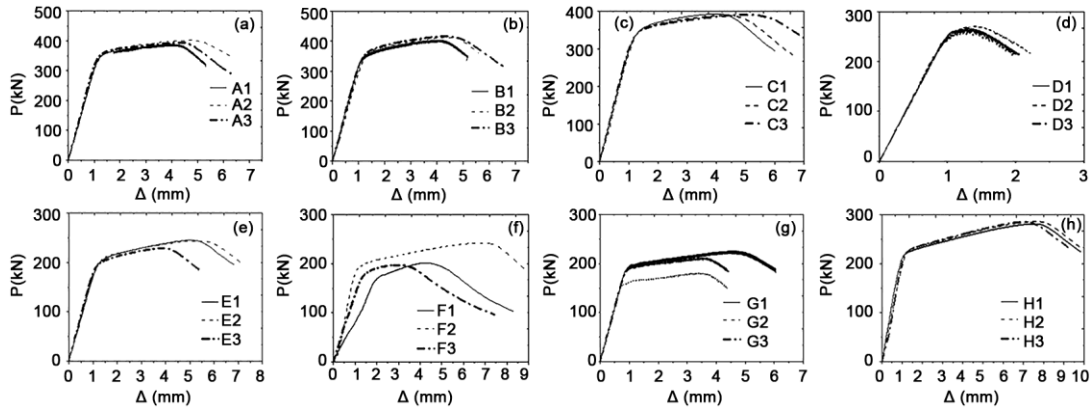 (a)
P(kN)
500
400
300
200
100
0
A1
A2
A3
0 1 2 3 4 5 6 7
Δ (mm)
(b)
P(kN)
500
400
300
200
100
0
B1
B2
B3
0 1 2 3 4 5 6 7
Δ (mm)
(c)
P(kN)
400
300
200
100
0
C1
C2
C3
0 1 2 3 4 5 6 7
Δ (mm)
(d)
P(kN)
300
200
100
0
D1
D2
D3
0 1 2 3
Δ (mm)
(e)
P(kN)
300
200
100
0
E1
E2
E3
0 1 2 3 4 5 6 7 8
Δ (mm)
(f)
P(kN)
300
200
100
0
F1
F2
F3
0 1 2 3 4 5 6 7 8 9
Δ (mm)
(g)
P(kN)
300
200
100
0
G1
G2
G3
0 1 2 3 4 5 6 7
Δ (mm)
(h)
P(kN)
300
200
100
0
H1
H2
H3
0 1 2 3 4 5 6 7 8 9 10
Δ (mm)